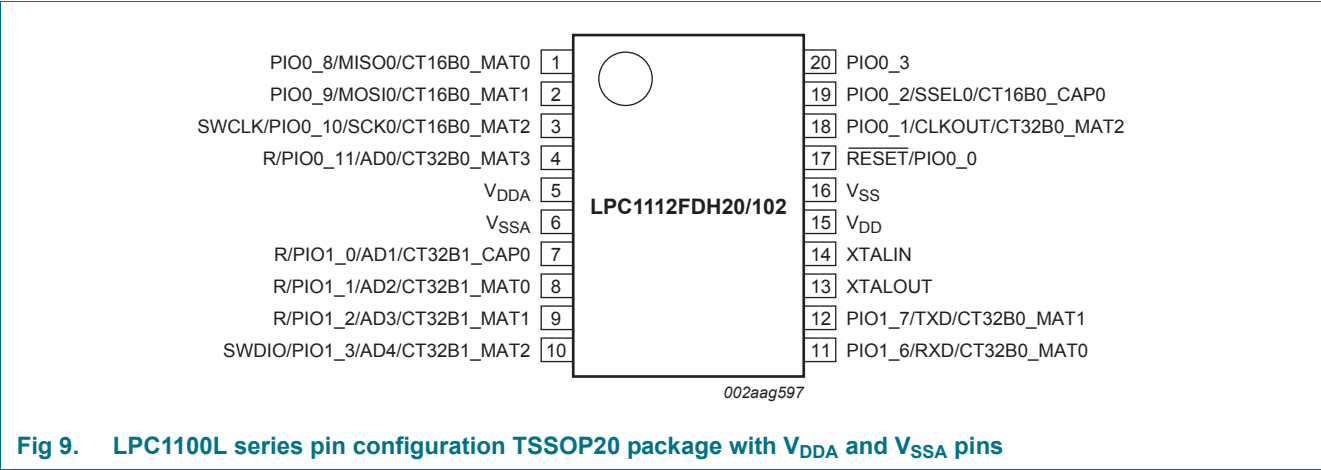 PIO0_8/MISO0/CT16B0_MAT0 1
PIO0_9/MOSI0/CT16B0_MAT1 2
SWCLK/PIO0_10/SCK0/CT16B0_MAT2 3
R/PIO0_11/AD0/CT32B0_MAT3 4
VDDA 5
VSSA 6
R/PIO1_0/AD1/CT32B1_CAP0 7
R/PIO1_1/AD2/CT32B1_MAT0 8
R/PIO1_2/AD3/CT32B1_MAT1 9
SWDIO/PIO1_3/AD4/CT32B1_MAT2 10
LPC1112FDH20/102
20 PIO0_3
19 PIO0_2/SSEL0/CT16B0_CAP0
18 PIO0_1/CLKOUT/CT32B0_MAT2
17 RESET/PIO0_0
16 VSS
15 VDD
14 XTALIN
13 XTALOUT
12 PIO1_7/TXD/CT32B0_MAT1
11 PIO1_6/RXD/CT32B0_MAT0
002aag597
Fig 9. LPC1100L series pin configuration TSSOP20 package with VDDA and VSSA pins